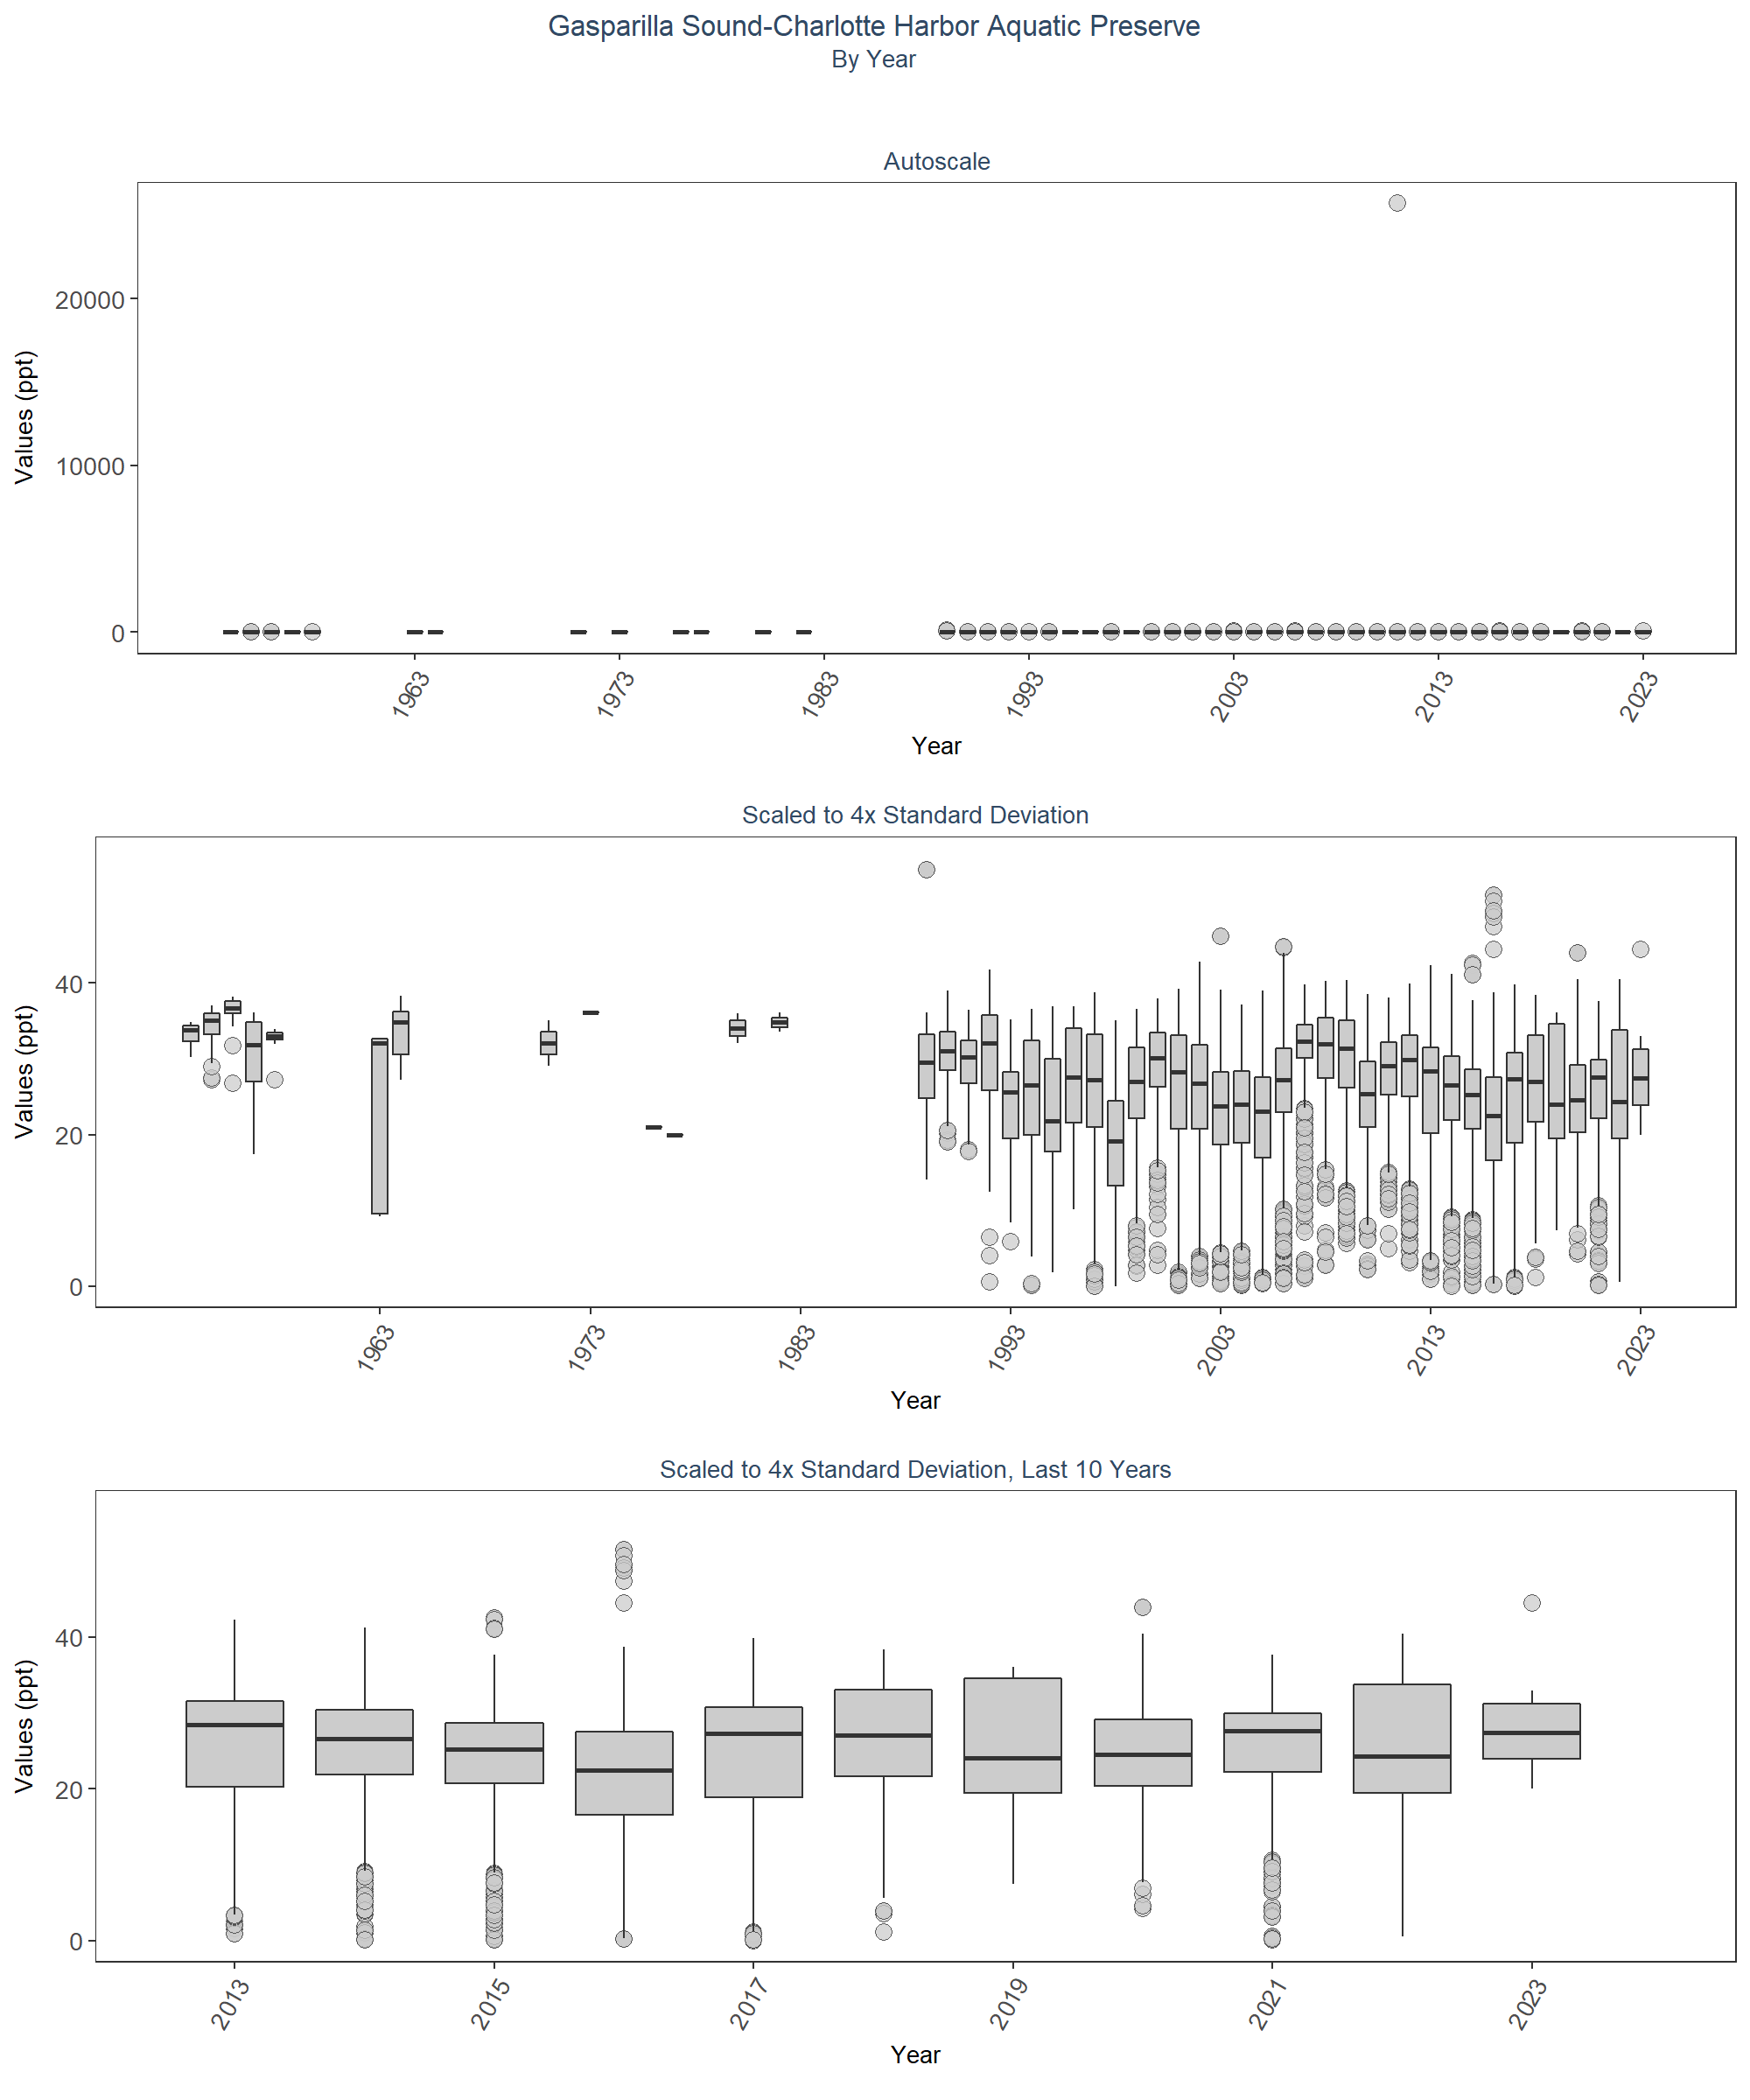 Gasparilla Sound-Charlotte Harbor Aquatic Preserve
By Year
Autoscale
Values (ppt)
20000
10000
0
1963
1973
1983
1993
2003
2013
2023
Year
Scaled to 4x Standard Deviation
Values (ppt)
40
20
0
1963
1973
1983
1993
2003
2013
2023
Year
Scaled to 4x Standard Deviation, Last 10 Years
Values (ppt)
40
20
0
2013
2015
2017
2019
2021
2023
Year